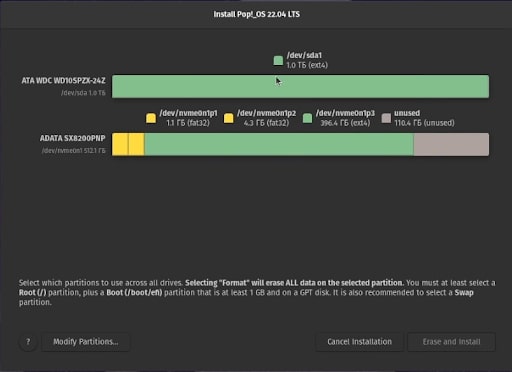 Install Pop!_OS 22.04 LTS
/dev/sda1
1.0 ТБ (ext4)
ATA WDC WD10SPZX-24Z
/dev/sda 1.0 ТБ
/dev/nvme0n1p1
1.1 ГБ (fat32)
/dev/nvme0n1p2
4.3 ГБ (fat32)
/dev/nvme0n1p3
396.4 ГБ (ext4)
unused
110.4 ГБ (unused)
ADATA SX8200PNP
/dev/nvme0n1 512.1 ГБ
Select which partitions to use across all drives. Selecting "Format" will erase ALL data on the selected partition. You must at least select a
Root (/) partition, plus a Boot (/boot/efi) partition that is at least 1 GB and on a GPT disk. It is also recommended to select a Swap
partition.
?
Modify Partitions...
Cancel Installation
Erase and Install